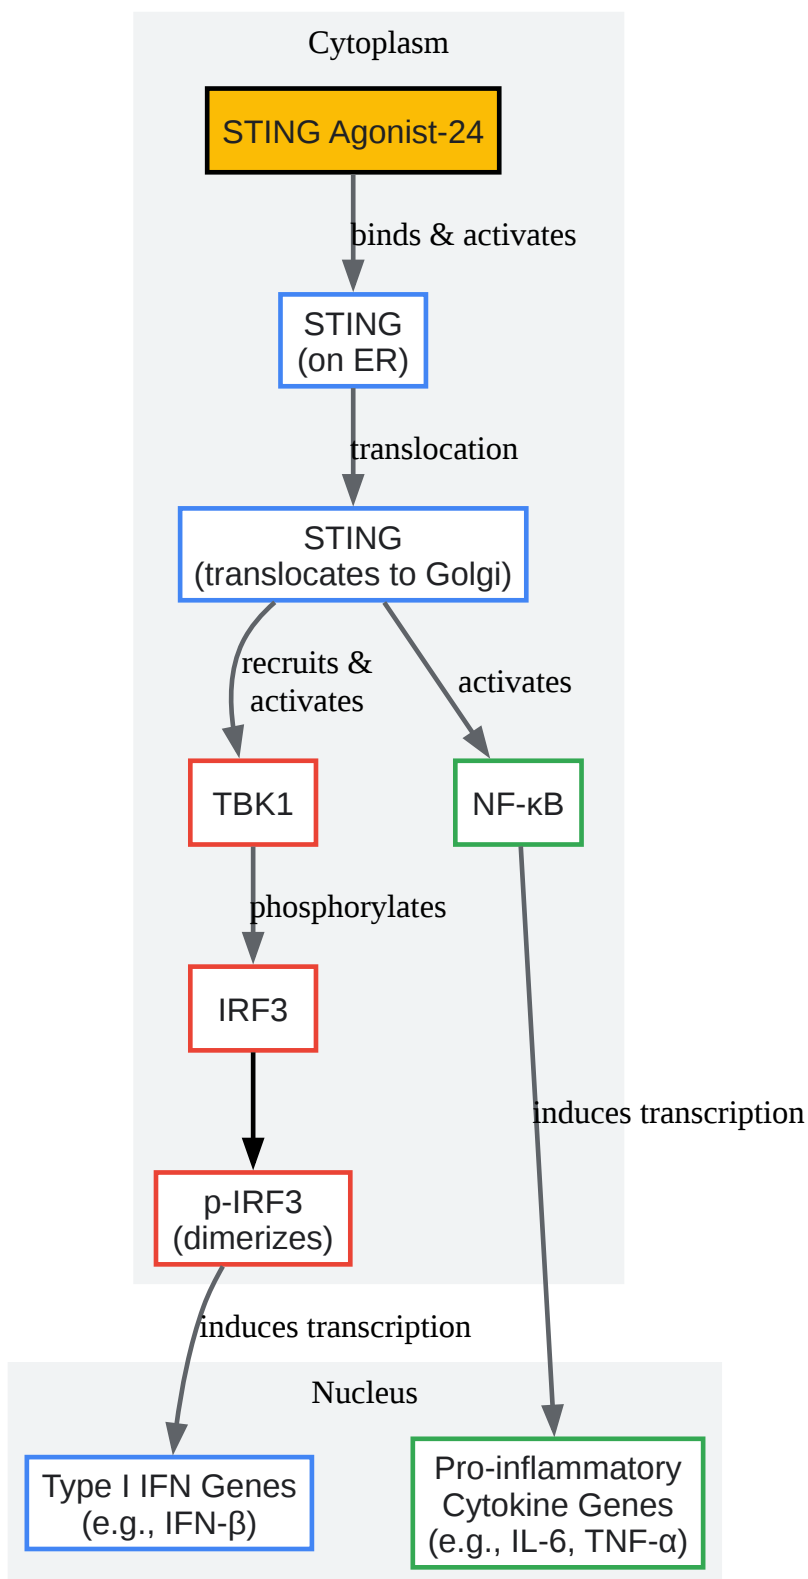 Cytoplasm
STING Agonist-24
binds & activates
STING
(on ER)
translocation
STING
(translocates to Golgi)
recruits &
activates
activates
TBK1
NF-κB
phosphorylates
IRF3
induces transcription
p-IRF3
(dimerizes)
induces transcription
Nucleus
Type I IFN Genes
(e.g., IFN-β)
Pro-inflammatory
Cytokine Genes
(e.g., IL-6, TNF-α)